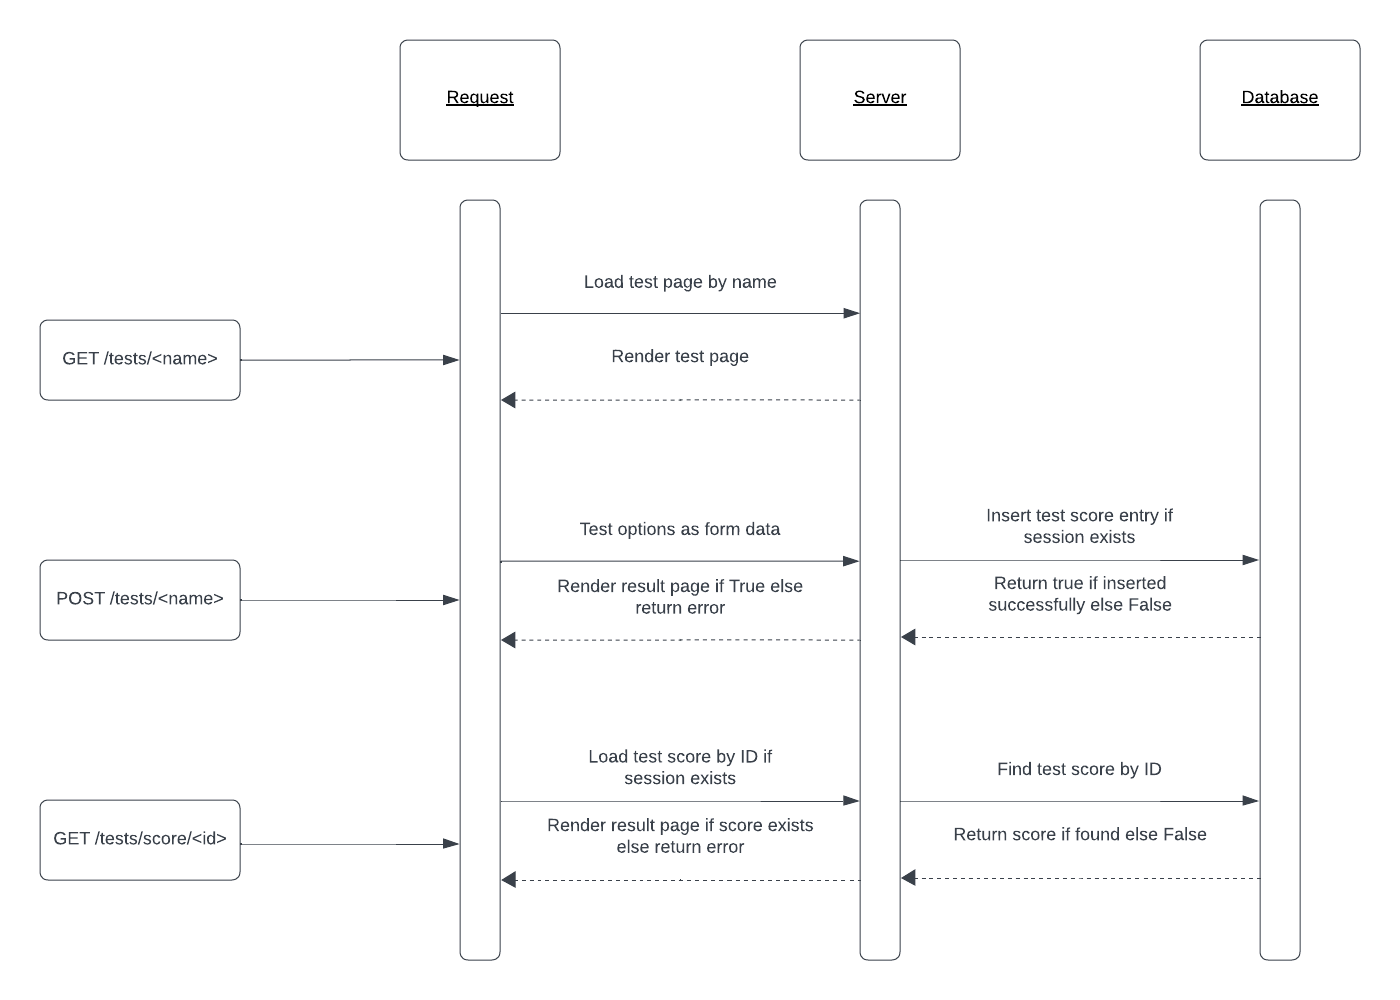 Request
Server
Database
Load test page by name
GET /tests/<name>
Render test page
Test options as form data
Insert test score entry if
session exists
POST /tests/<name>
Render result page if True else
return error
Return true if inserted
successfully else False
Load test score by ID if
session exists
Find test score by ID
GET /tests/score/<id>
Render result page if score exists
else return error
Return score if found else False